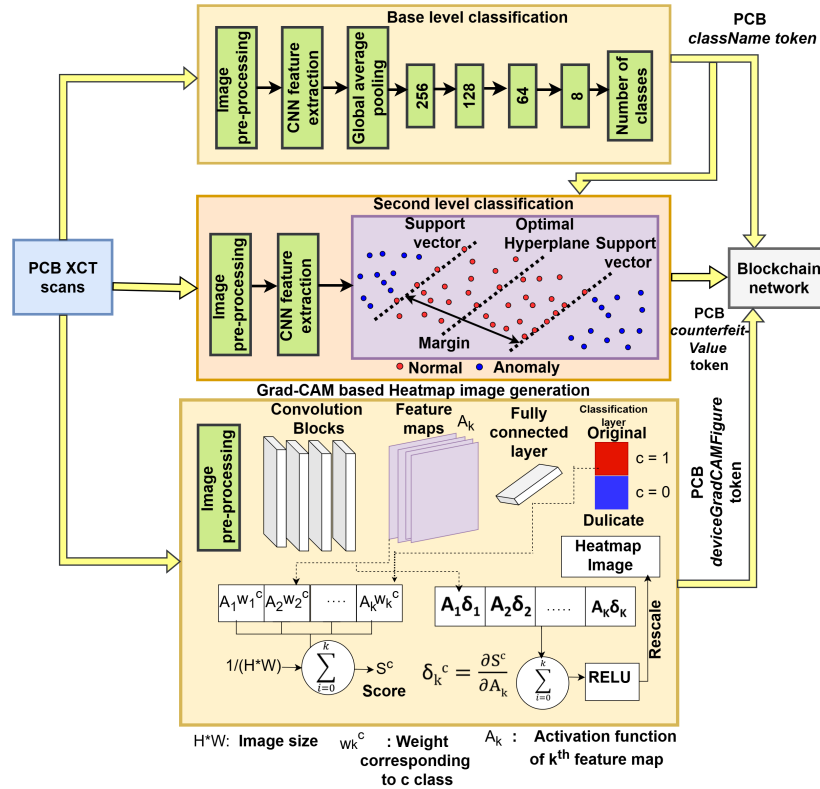 Base level classification
PCB
className token
Image
pre-processing
CNN feature
extraction
Global average
pooling
256
128
64
8
Number of
classes
Second level classification
PCB XCT
scans
Image
pre-processing
CNN feature
extraction
Support
vector
Optimal
Hyperplane
Support
vector
Margin
Normal
Anomaly
Blockchain
network
PCB
counterfeit-
Value
token
Grad-CAM based Heatmap image generation
Image
pre-processing
Convolution
Blocks
Feature
maps
A_k
Fully
connected
layer
Classification
layer
Original
c = 1
c = 0
Dulicate
PCB
deviceGradCAMFigure
token
Heatmap
Image
A₁w₁ᶜ A₂w₂ᶜ .... Aₖwₖᶜ
A₁δ₁ A₂δ₂ ..... A_Kδ_K
Rescale
1/(H*W)
k
∑
i=0
Sᶜ
Score
δₖᶜ = ∂Sᶜ/∂Aₖ
k
∑
i=0
RELU
H*W: Image size
wₖᶜ : Weight
corresponding
to c class
Aₖ : Activation function
of kᵗʰ feature map